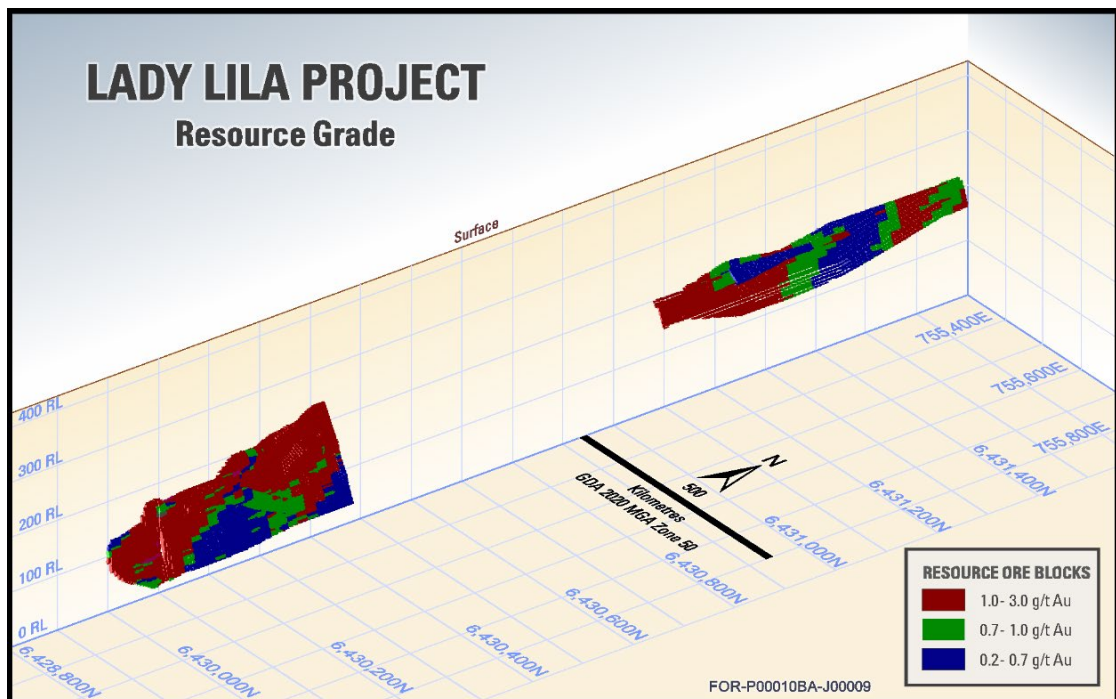 LADY LILA PROJECT
Resource Grade
Surface
400 RL
300 RL
200 RL
100 RL
0 RL
755,400E
755,600E
755,800E
N
500
Kilometres
GDA 2020 MGA Zone 50
6,431,400N
6,431,200N
6,431,000N
6,430,800N
6,430,600N
6,430,400N
6,430,200N
6,430,000N
6,428,800N
RESOURCE ORE BLOCKS
1.0- 3.0 g/t Au
0.7- 1.0 g/t Au
0.2- 0.7 g/t Au
FOR-P00010BA-J00009